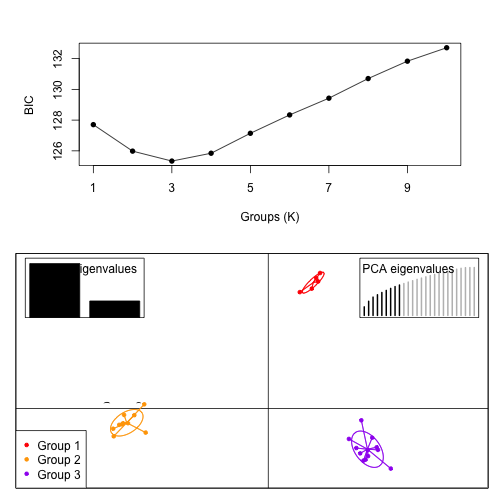 132
130
128
126
BIC
1
3
5
7
9
Groups (K)
igenvalues
PCA eigenvalues
Group 1
Group 2
Group 3